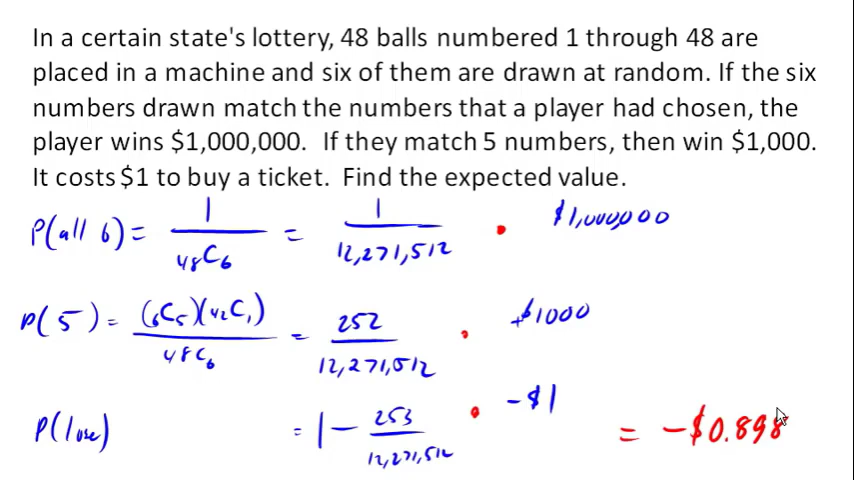 In a certain state's lottery, 48 balls numbered 1 through 48 are
placed in a machine and six of them are drawn at random. If the six
numbers drawn match the numbers that a player had chosen, the
player wins $1,000,000. If they match 5 numbers, then win $1,000.
It costs $1 to buy a ticket. Find the expected value.
P(all 6) = 1 / 48C6 = 1 / 12,271,512 • $1,000,000
P(5) = (6C5)(42C1) / 48C6 = 252 / 12,271,512 • +$1000
P(lose) = 1 - 253 / 12,271,512 • -$1 = -$0.898